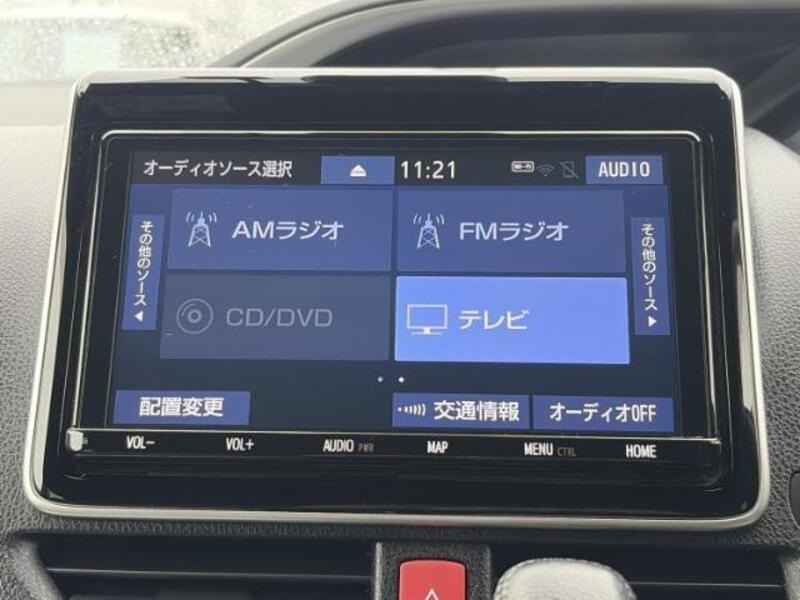 オーディオソース選択
11:21
Wi-Fi
AUDIO
その他のソース
AMラジオ
FMラジオ
その他のソース
CD/DVD
テレビ
配置変更
交通情報
オーディオOFF
VOL-
VOL+
AUDIO PWR
MAP
MENU CTRL
HOME